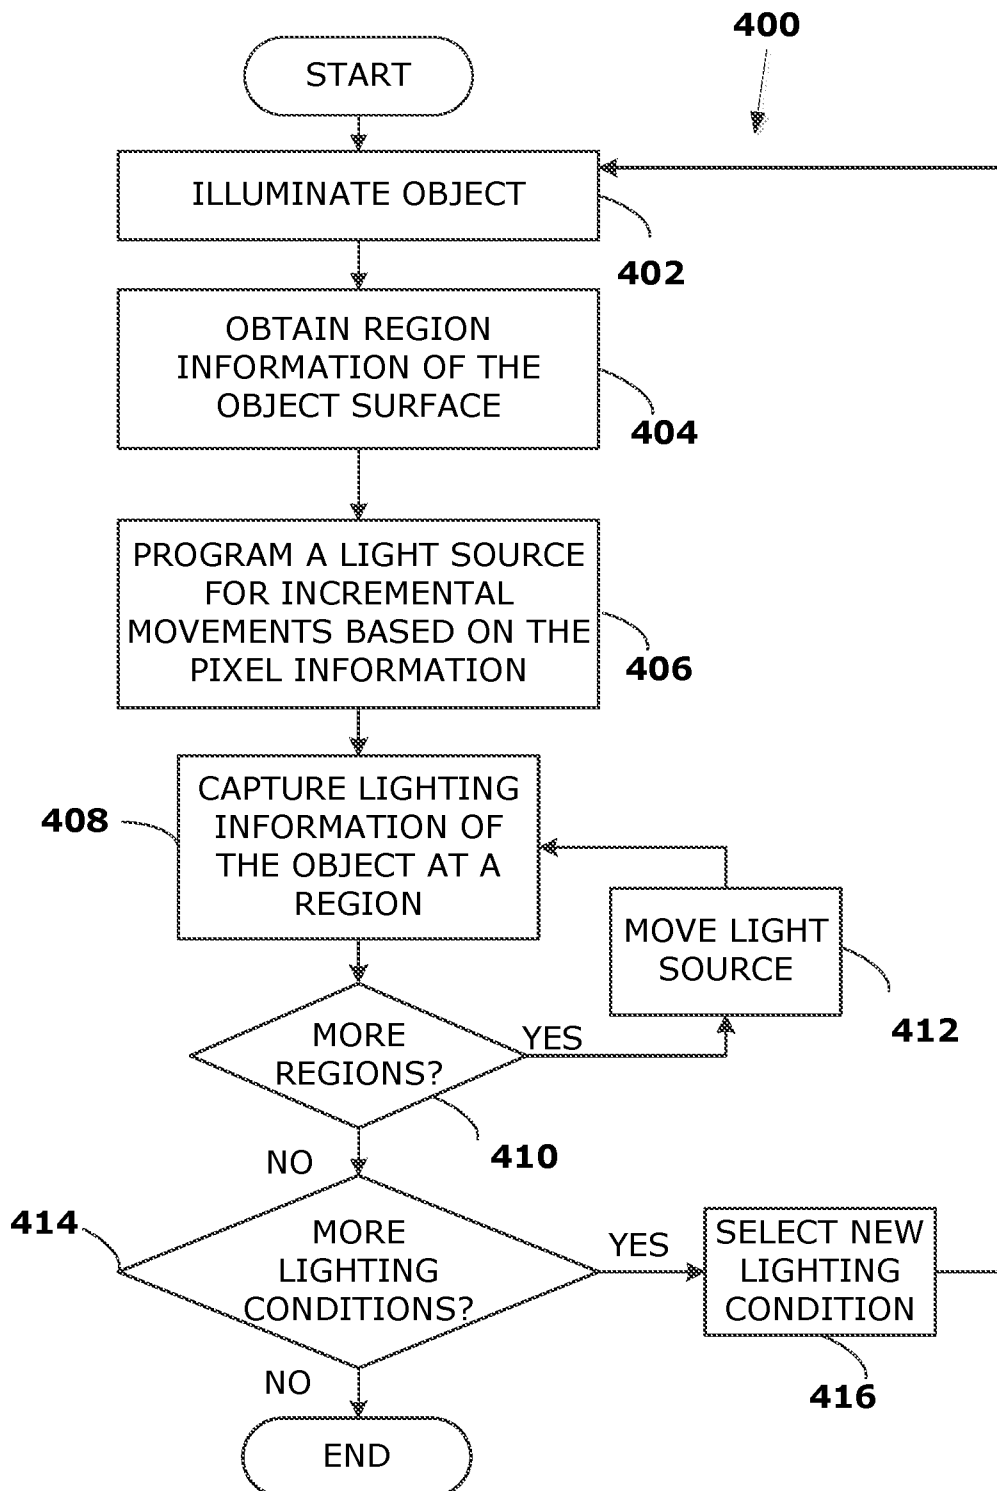 400
START
ILLUMINATE OBJECT
402
OBTAIN REGION
INFORMATION OF THE
OBJECT SURFACE
404
PROGRAM A LIGHT SOURCE
FOR INCREMENTAL
MOVEMENTS BASED ON THE
PIXEL INFORMATION
406
408
CAPTURE LIGHTING
INFORMATION OF
THE OBJECT AT A
REGION
MOVE LIGHT
SOURCE
412
MORE
REGIONS?
YES
410
NO
414
MORE
LIGHTING
CONDITIONS?
YES
SELECT NEW
LIGHTING
CONDITION
416
NO
END